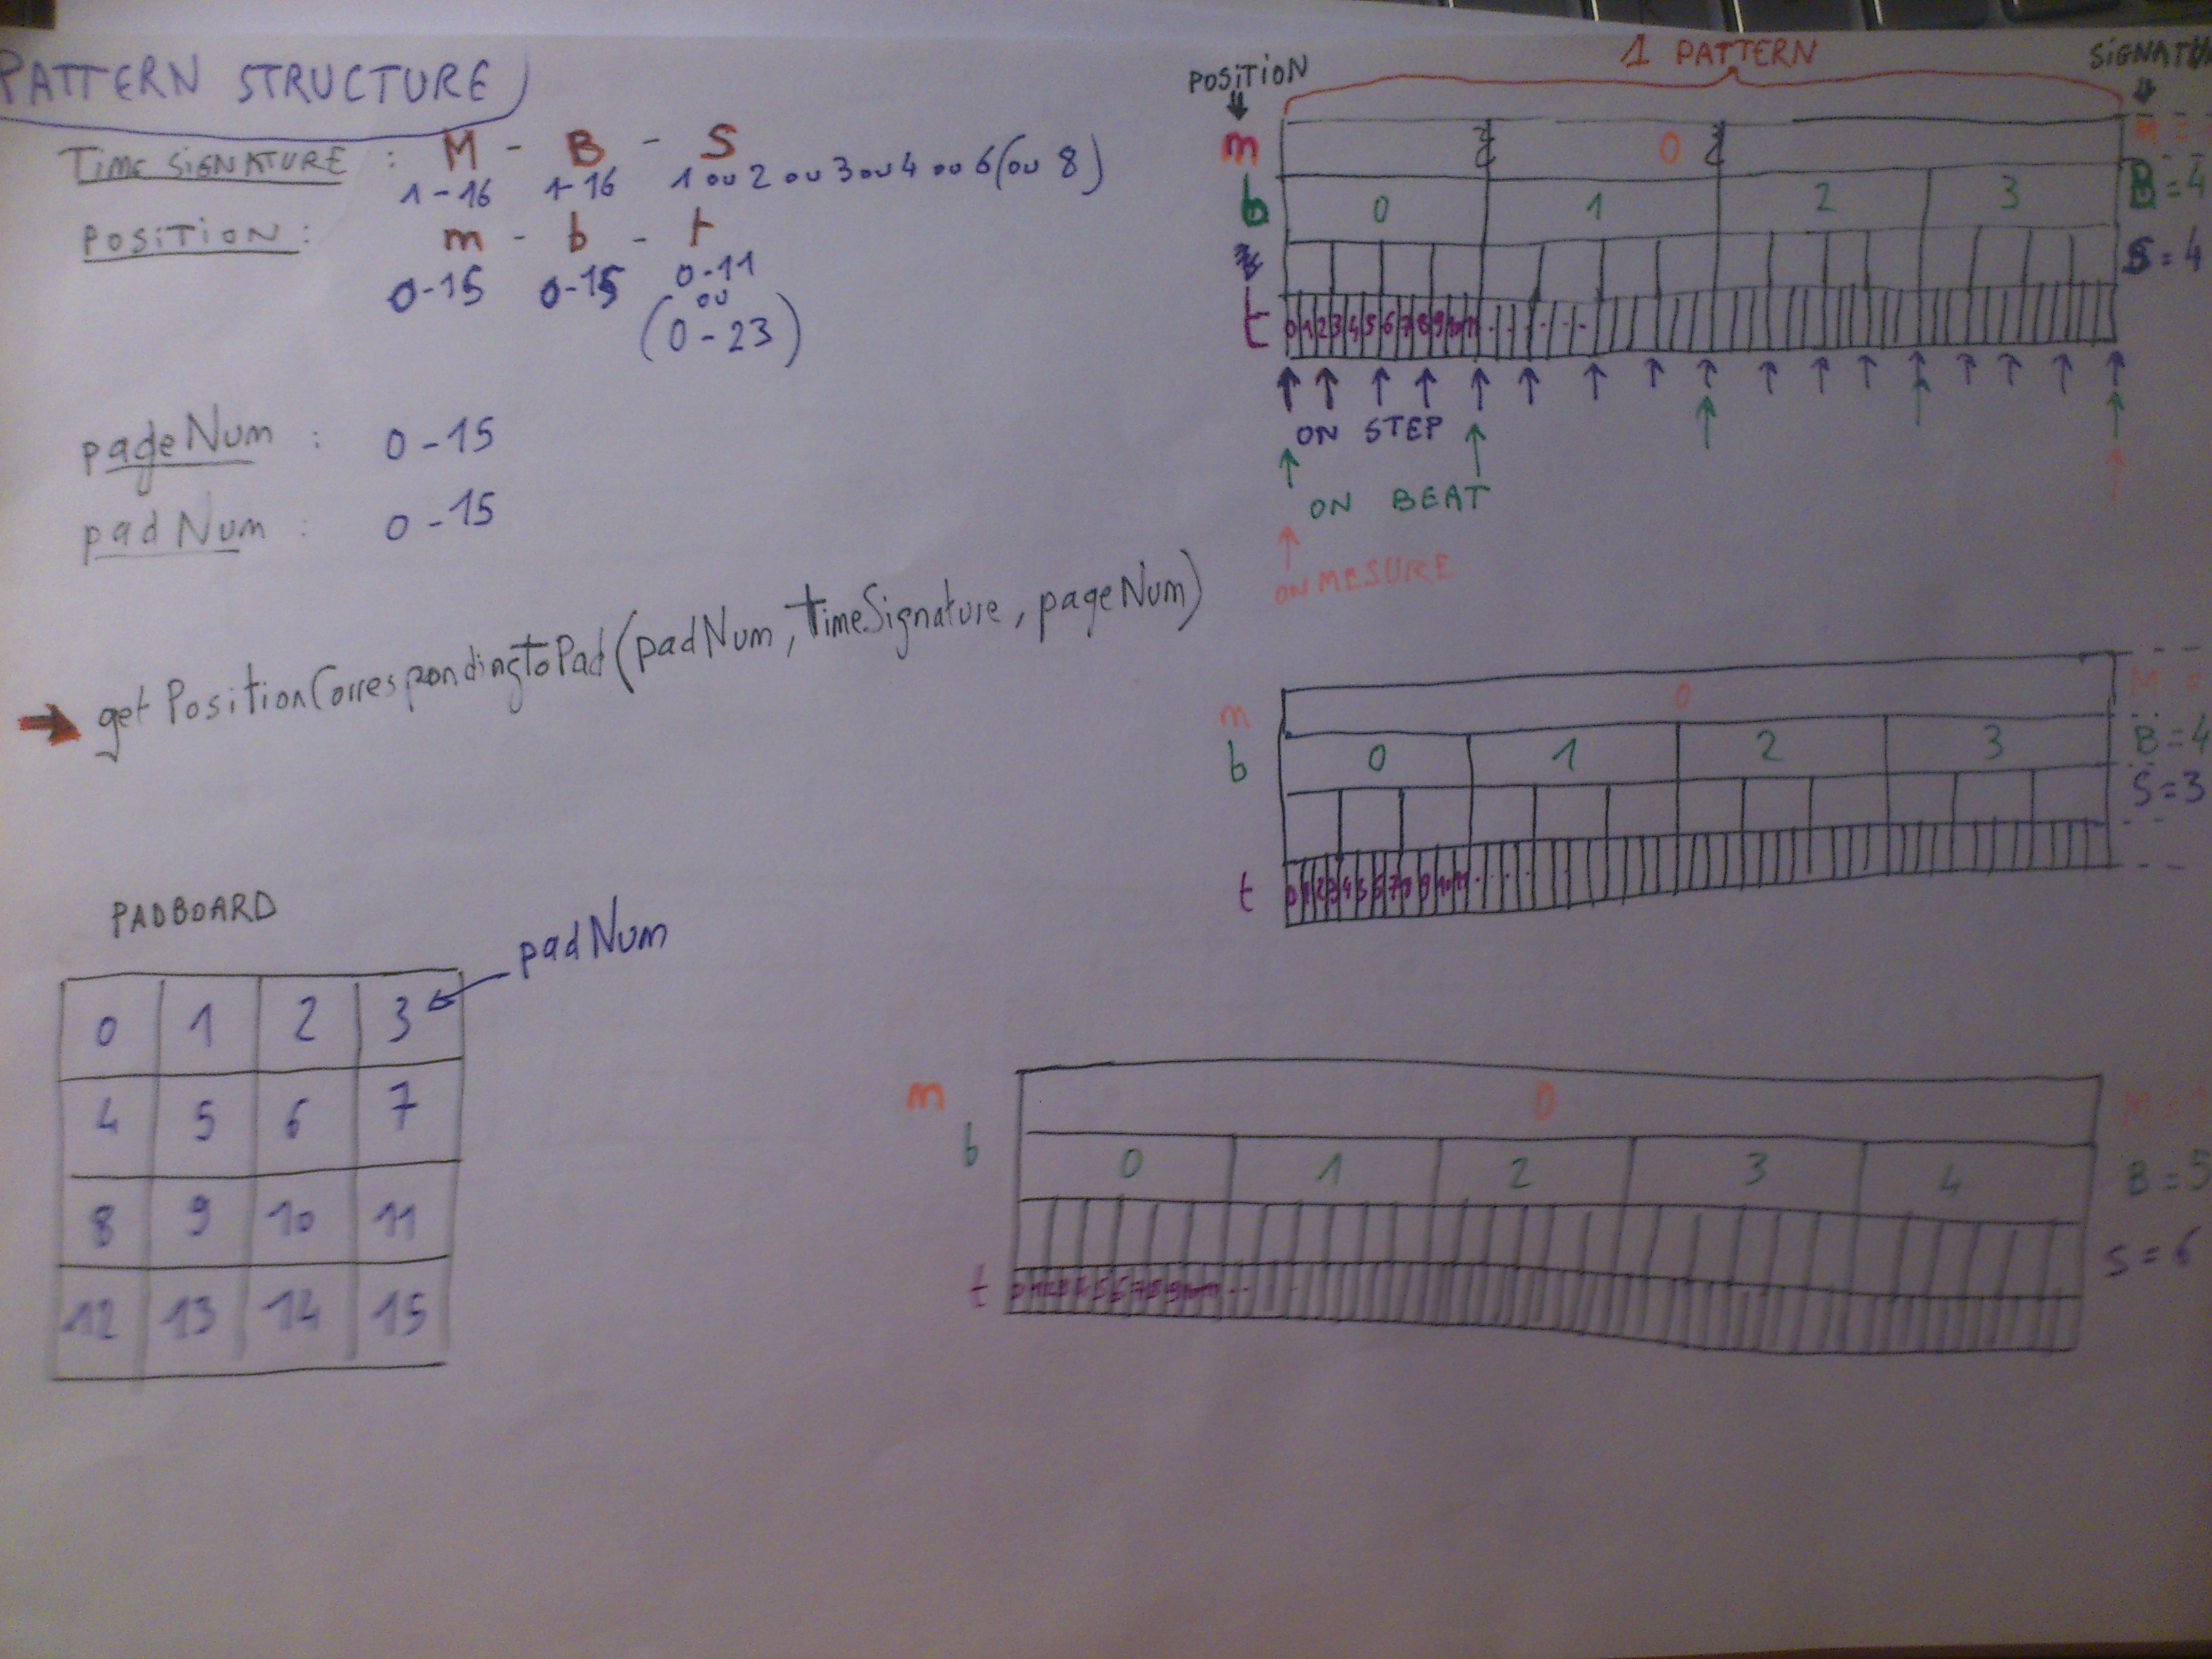 PATTERN STRUCTURE
TIME SIGNATURE : M - B - S
1-16 1-16 1 ou 2 ou 3 ou 4 ou 6 (ou 8)
POSITION : m - b - t
0-15 0-15 0-11
ou
(0-23)
pageNum : 0-15
padNum : 0-15
→ getPositionCorrespondingToPad(padNum, TimeSignature, pageNum)
PADBOARD
padNum
0 1 2 3
4 5 6 7
8 9 10 11
12 13 14 15
POSITION 1 PATTERN
m 0 M =
b 0 1 2 3 B = 4
S = 4
t 0 1 2 3 4 5 6 7 8 9 10 11 . . . . . .
ON STEP
ON BEAT
ON MESURE
m 0 M =
b 0 1 2 3 B = 4
S = 3
t 0 1 2 3 4 5 6 7 8 9 10 11 . . . . .
m 0 M =
b 0 1 2 3 4 B = 5
S = 6
t 0 1 2 3 4 5 6 7 8 9 10 11 . . .